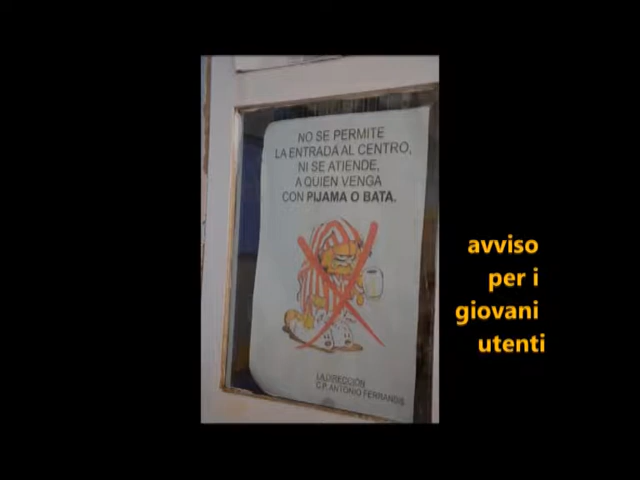 NO SE PERMITE
LA ENTRADA AL CENTRO,
NI SE ATIENDE,
A QUIEN VENGA
CON PIJAMA O BATA.
LA DIRECCIÓN
C.P. ANTONIO FERRANDIS
avviso
per i
giovani
utenti